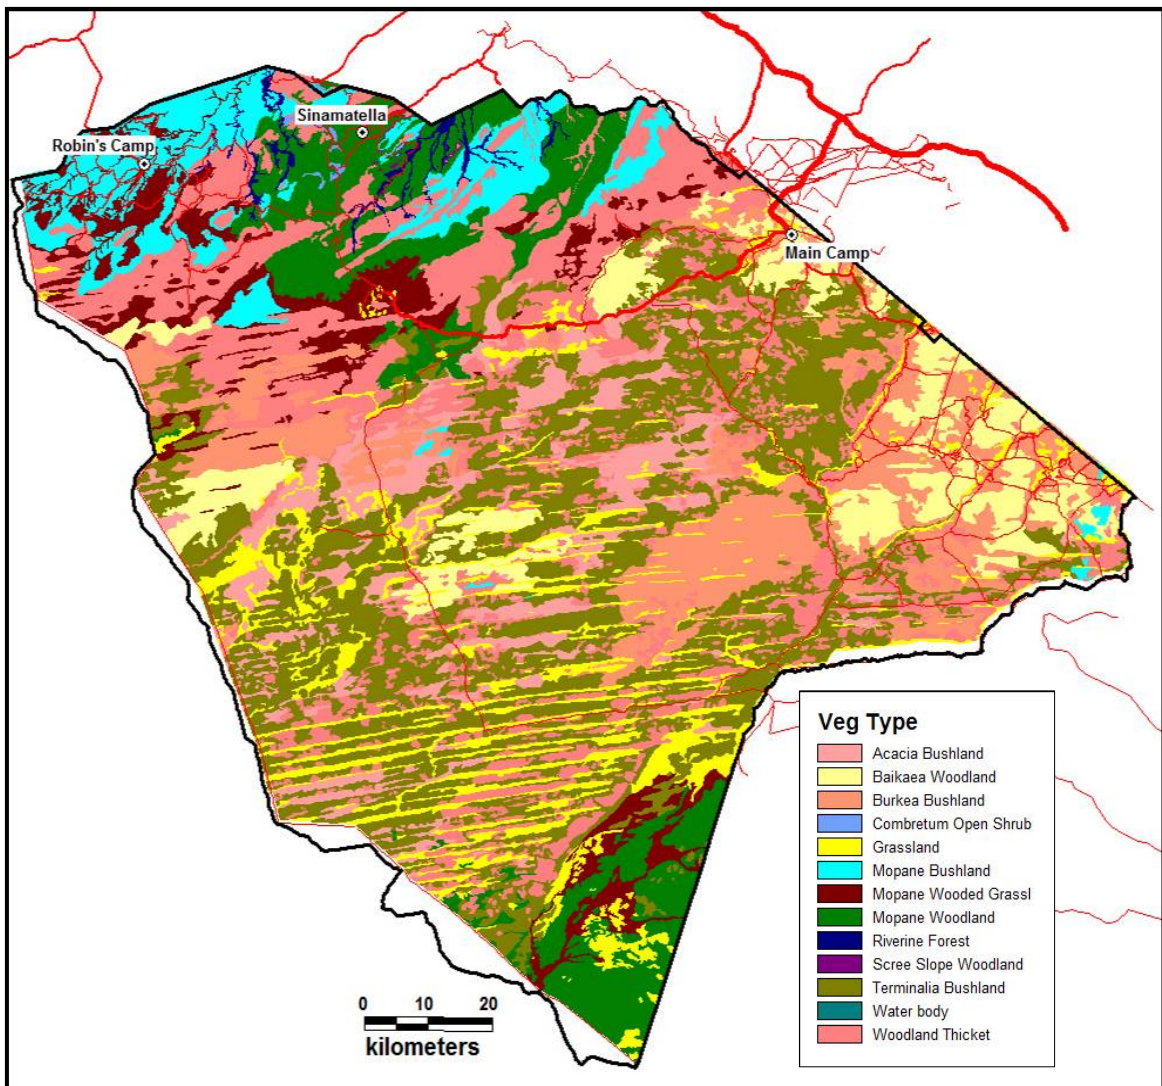 Sinamatella
Robin's Camp
Main Camp
Veg Type
Acacia Bushland
Baikaea Woodland
Burkea Bushland
Combretum Open Shrub
Grassland
Mopane Bushland
Mopane Wooded Grassl
Mopane Woodland
Riverine Forest
Scree Slope Woodland
Terminalia Bushland
Water body
Woodland Thicket
0 10 20
kilometers